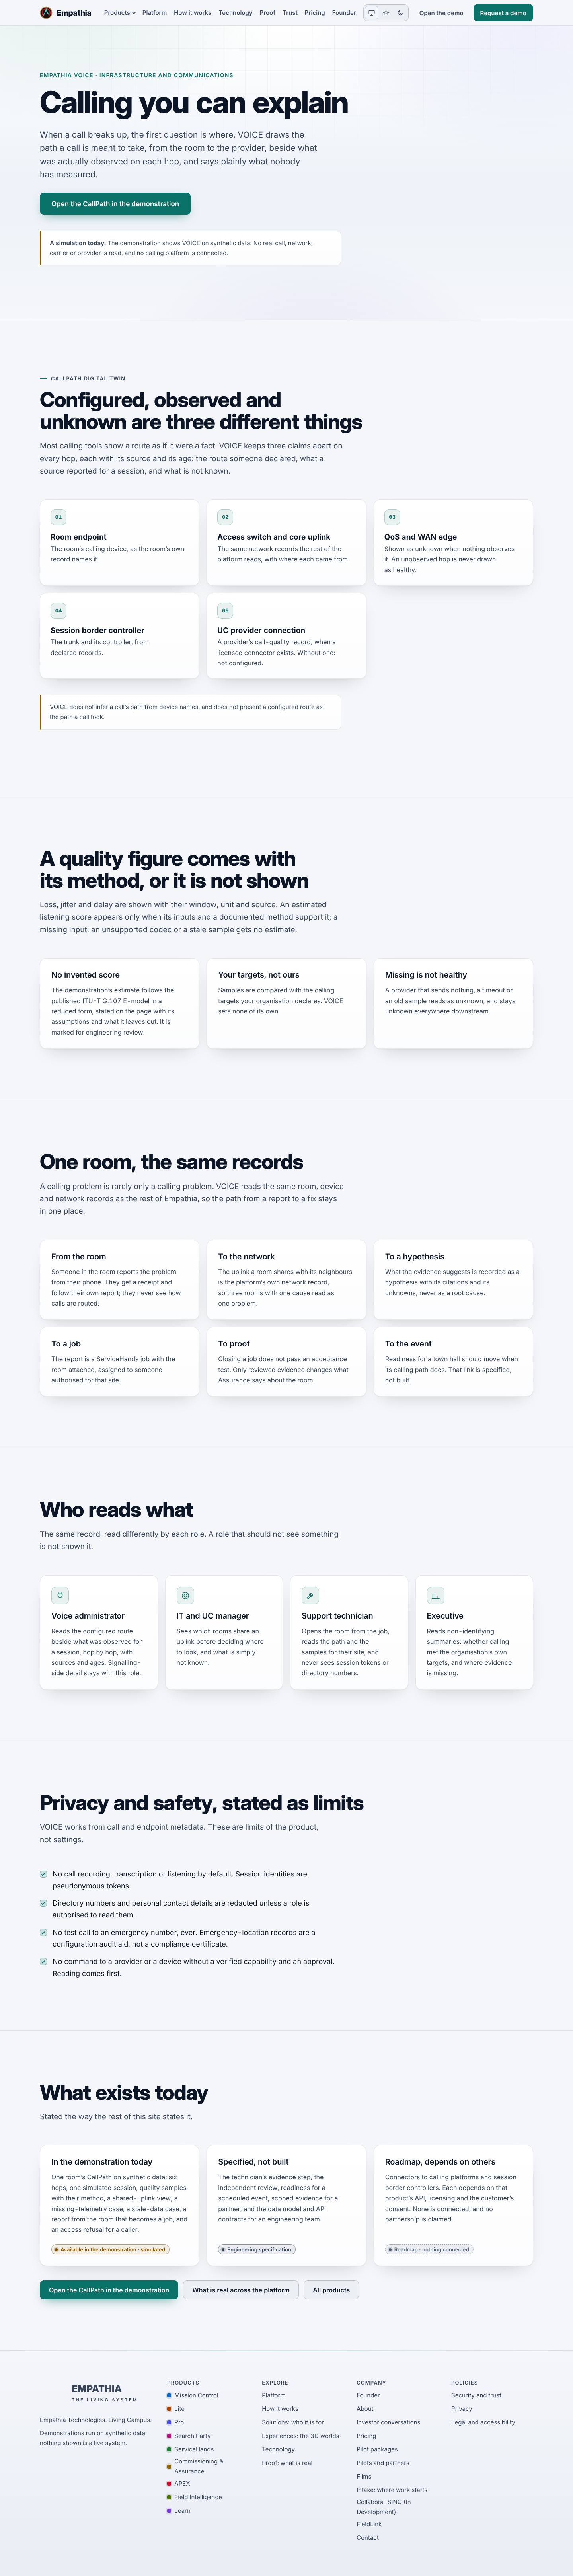 Empathia
Products
Platform
How it works
Technology
Proof
Trust
Pricing
Founder
Open the demo
Request a demo
EMPATHIA VOICE · INFRASTRUCTURE AND COMMUNICATIONS
Calling you can explain
When a call breaks up, the first question is where. VOICE draws the
path a call is meant to take, from the room to the provider, beside what
was actually observed on each hop, and says plainly what nobody
has measured.
Open the CallPath in the demonstration
A simulation today. The demonstration shows VOICE on synthetic data. No real call, network,
carrier or provider is read, and no calling platform is connected.
CALLPATH DIGITAL TWIN
Configured, observed and
unknown are three different things
Most calling tools show a route as if it were a fact. VOICE keeps three claims apart on
every hop, each with its source and its age: the route someone declared, what a
source reported for a session, and what is not known.
01
Room endpoint
The room's calling device, as the room's own
record names it.
02
Access switch and core uplink
The same network records the rest of the
platform reads, with where each came from.
03
QoS and WAN edge
Shown as unknown when nothing observes
it. An unobserved hop is never drawn
as healthy.
04
Session border controller
The trunk and its controller, from
declared records.
05
UC provider connection
A provider's call-quality record, when a
licensed connector exists. Without one:
not configured.
VOICE does not infer a call's path from device names, and does not present a configured route as
the path a call took.
A quality figure comes with
its method, or it is not shown
Loss, jitter and delay are shown with their window, unit and source. An estimated
listening score appears only when its inputs and a documented method support it; a
missing input, an unsupported codec or a stale sample gets no estimate.
No invented score
The demonstration's estimate follows the
published ITU-T G.107 E-model in a
reduced form, stated on the page with its
assumptions and what it leaves out. It is
marked for engineering review.
Your targets, not ours
Samples are compared with the calling
targets your organisation declares. VOICE
sets none of its own.
Missing is not healthy
A provider that sends nothing, a timeout or
an old sample reads as unknown, and stays
unknown everywhere downstream.
One room, the same records
A calling problem is rarely only a calling problem. VOICE reads the same room, device
and network records as the rest of Empathia, so the path from a report to a fix stays
in one place.
From the room
Someone in the room reports the problem
from their phone. They get a receipt and
follow their own report; they never see how
calls are routed.
To the network
The uplink a room shares with its neighbours
is the platform's own network record,
so three rooms with one cause read as
one problem.
To a hypothesis
What the evidence suggests is recorded as a
hypothesis with its citations and its
unknowns, never as a root cause.
To a job
The report is a ServiceHands job with the
room attached, assigned to someone
authorised for that site.
To proof
Closing a job does not pass an acceptance
test. Only reviewed evidence changes what
Assurance says about the room.
To the event
Readiness for a town hall should move when
its calling path does. That link is specified,
not built.
Who reads what
The same record, read differently by each role. A role that should not see something
is not shown it.
Voice administrator
Reads the configured route
beside what was observed for
a session, hop by hop, with
sources and ages. Signalling-
side detail stays with this role.
IT and UC manager
Sees which rooms share an
uplink before deciding where
to look, and what is simply
not known.
Support technician
Opens the room from the job,
reads the path and the
samples for their site, and
never sees session tokens or
directory numbers.
Executive
Reads non-identifying
summaries: whether calling
met the organisation's own
targets, and where evidence
is missing.
Privacy and safety, stated as limits
VOICE works from call and endpoint metadata. These are limits of the product,
not settings.
No call recording, transcription or listening by default. Session identities are
pseudonymous tokens.
Directory numbers and personal contact details are redacted unless a role is
authorised to read them.
No test call to an emergency number, ever. Emergency-location records are a
configuration audit aid, not a compliance certificate.
No command to a provider or a device without a verified capability and an approval.
Reading comes first.
What exists today
Stated the way the rest of this site states it.
In the demonstration today
One room's CallPath on synthetic data: six
hops, one simulated session, quality samples
with their method, a shared-uplink view, a
missing-telemetry case, a stale-data case, a
report from the room that becomes a job, and
an access refusal for a caller.
Available in the demonstration · simulated
Specified, not built
The technician's evidence step, the
independent review, readiness for a
scheduled event, scoped evidence for a
partner, and the data model and API
contracts for an engineering team.
Engineering specification
Roadmap, depends on others
Connectors to calling platforms and session
border controllers. Each depends on that
product's API, licensing and the customer's
consent. None is connected, and no
partnership is claimed.
Roadmap · nothing connected
Open the CallPath in the demonstration
What is real across the platform
All products
EMPATHIA
THE LIVING SYSTEM
Empathia Technologies. Living Campus.
Demonstrations run on synthetic data;
nothing shown is a live system.
PRODUCTS
Mission Control
Lite
Pro
Search Party
ServiceHands
Commissioning &
Assurance
APEX
Field Intelligence
Learn
EXPLORE
Platform
How it works
Solutions: who it is for
Experiences: the 3D worlds
Technology
Proof: what is real
COMPANY
Founder
About
Investor conversations
Pricing
Pilot packages
Pilots and partners
Films
Intake: where work starts
Collabora-SING (In
Development)
FieldLink
Contact
POLICIES
Security and trust
Privacy
Legal and accessibility